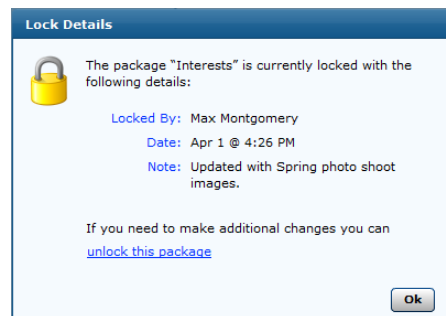 Lock Details
The package “Interests” is currently locked with the
following details:
Locked By: Max Montgomery
Date: Apr 1 @ 4:26 PM
Note: Updated with Spring photo shoot
images.
If you need to make additional changes you can
unlock this package
Ok